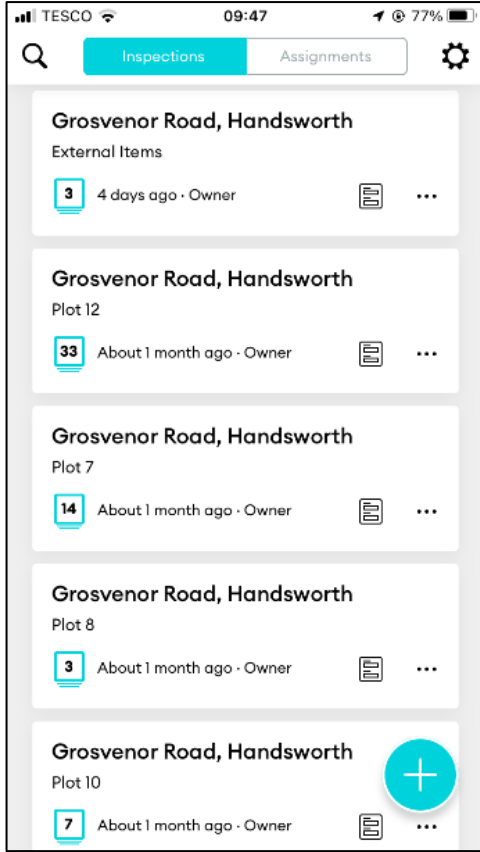 TESCO 09:47 77%
Inspections Assignments
Grosvenor Road, Handsworth
External Items
3 4 days ago · Owner
Grosvenor Road, Handsworth
Plot 12
33 About 1 month ago · Owner
Grosvenor Road, Handsworth
Plot 7
14 About 1 month ago · Owner
Grosvenor Road, Handsworth
Plot 8
3 About 1 month ago · Owner
Grosvenor Road, Handsworth
Plot 10
7 About 1 month ago · Owner